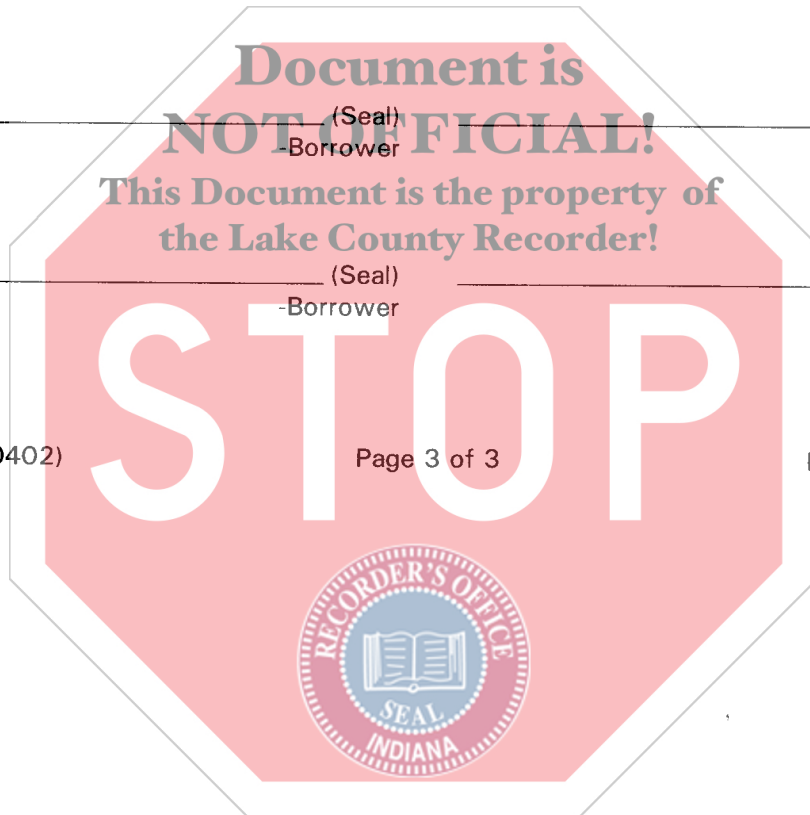 Document is
(Seal)
NOT OFFICIAL!
-Borrower
This Document is the property of
the Lake County Recorder!
(Seal)
-Borrower
STOP
0402)
Page 3 of 3
RECORDER'S OFFICE
SEAL
INDIANA